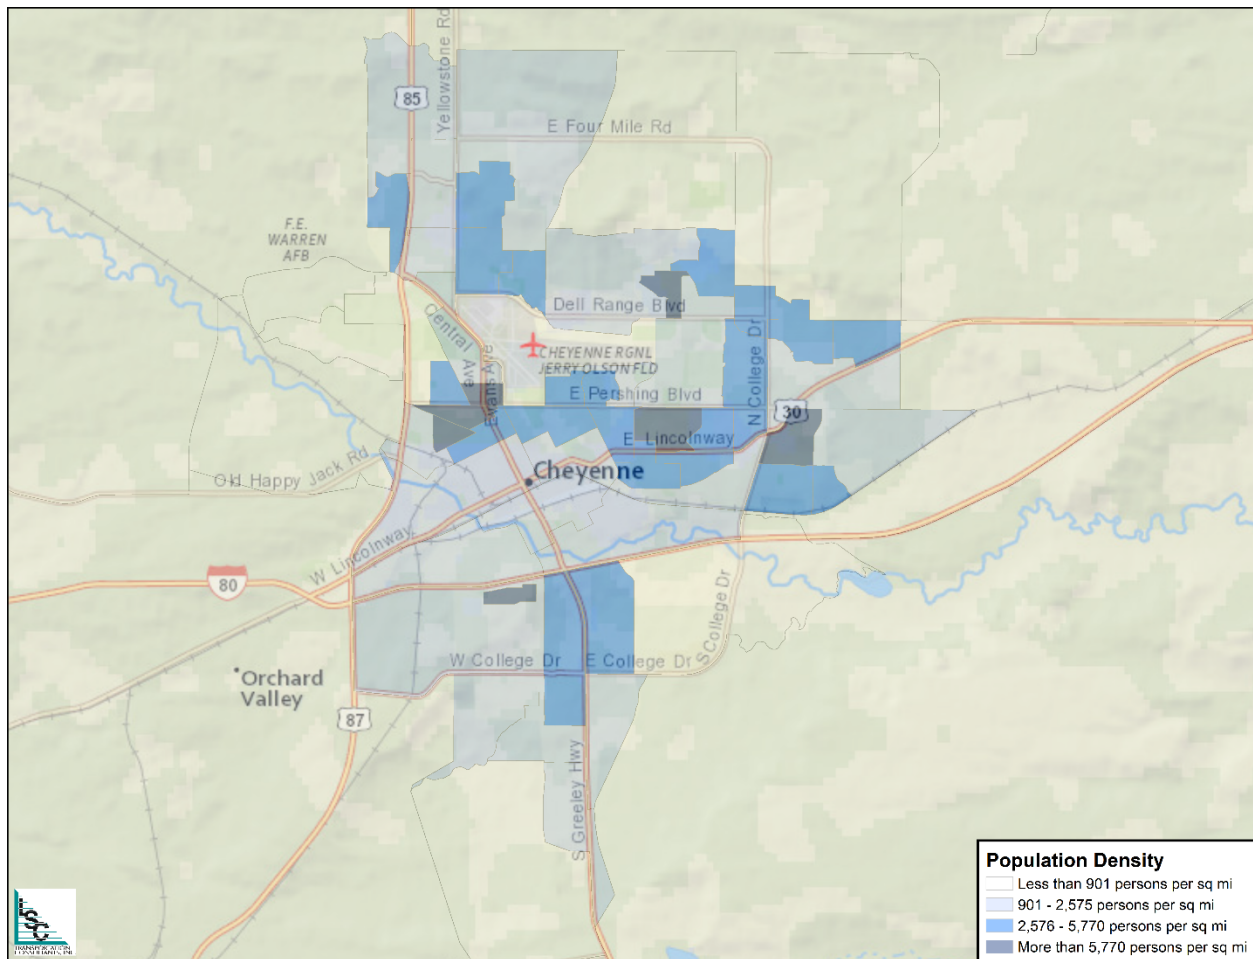 Yellowstone Rd
85
E Four Mile Rd
F.E.
WARREN
AFB
Dell Range Blvd
Central Ave
Evans Ave
CHEYENNE RGNL
JERRY OLSON FLD
N College Dr
E Pershing Blvd
30
E Lincolnway
Old Happy Jack Rd
Cheyenne
W Lincolnway
80
S College Dr
W College Dr
E College Dr
Orchard
Valley
87
S Greeley Hwy
Population Density
Less than 901 persons per sq mi
901 - 2,575 persons per sq mi
2,576 - 5,770 persons per sq mi
More than 5,770 persons per sq mi
LSC
TRANSPORTATION
CONSULTANTS, INC.